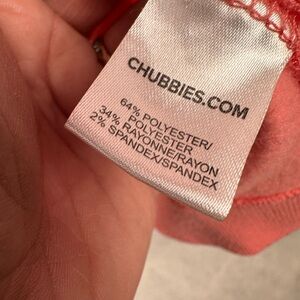 CHUBBIES.COM
64% POLYESTER/
POLYESTER
34% RAYONNE/RAYON
2% SPANDEX/SPANDEX